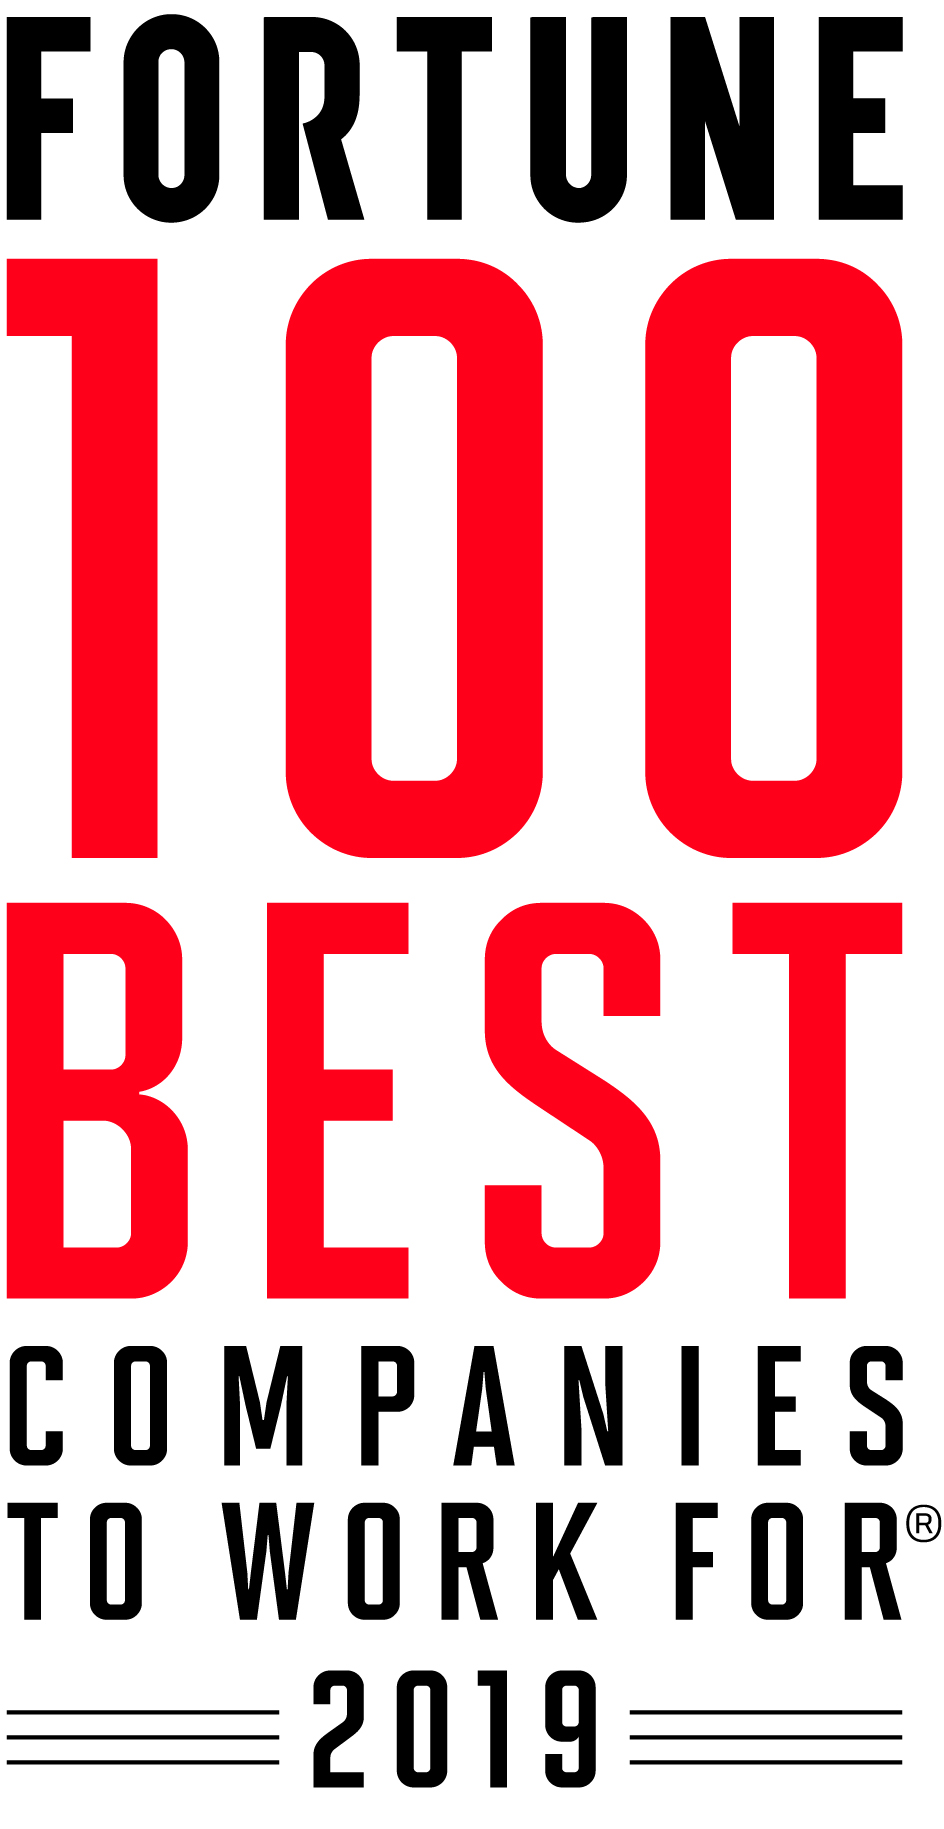 FORTUNE
100
BEST
COMPANIES
TO WORK FOR®
2019